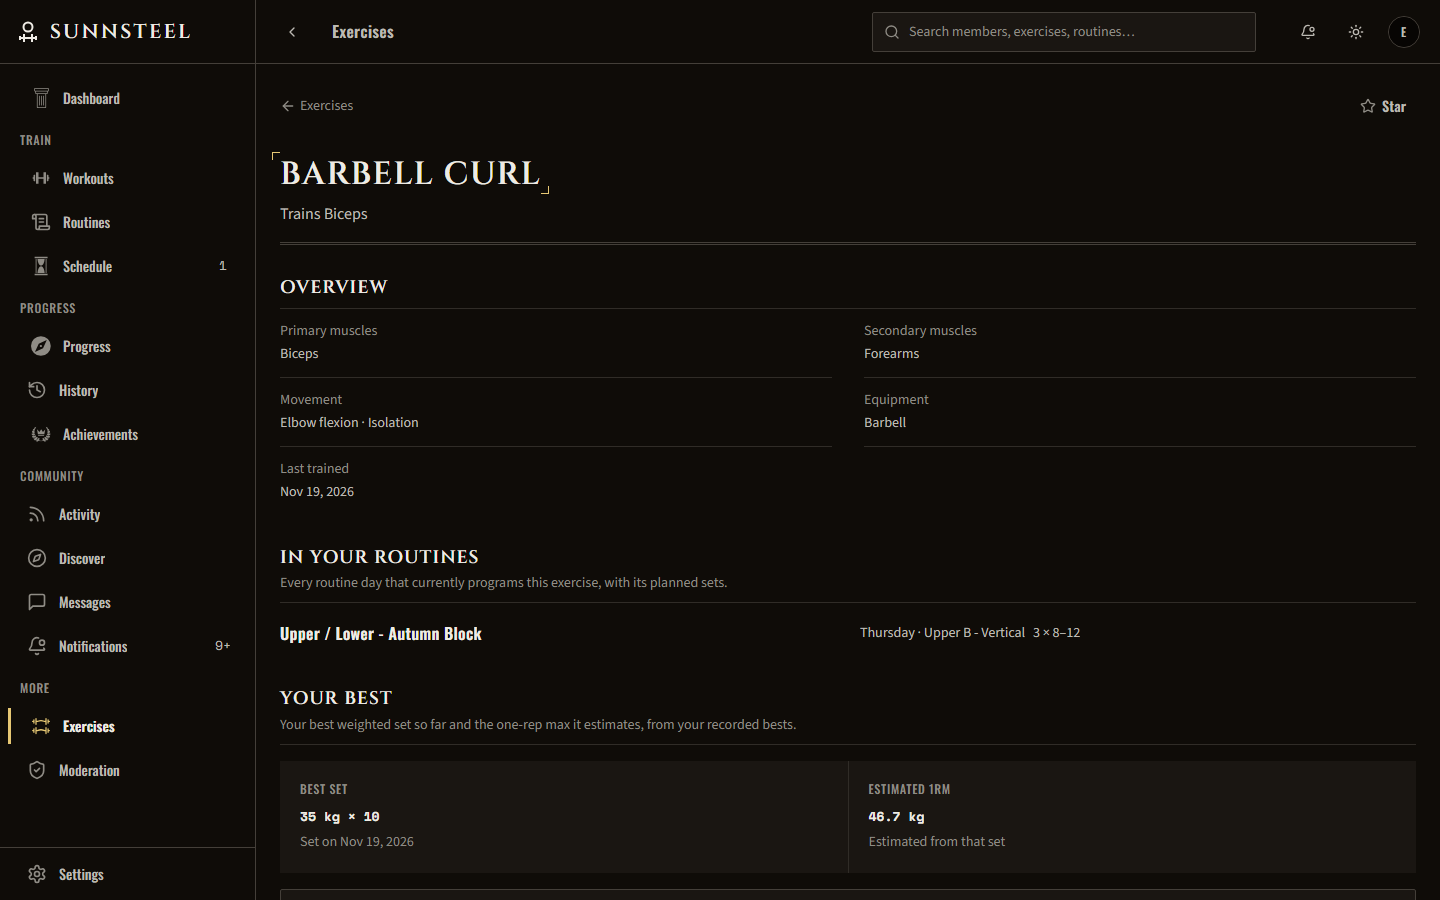 SUNNSTEEL
Exercises
Search members, exercises, routines…
E
Dashboard
TRAIN
Workouts
Routines
Schedule
1
PROGRESS
Progress
History
Achievements
COMMUNITY
Activity
Discover
Messages
Notifications
9+
MORE
Exercises
Moderation
Settings
Exercises
Star
BARBELL CURL
Trains Biceps
OVERVIEW
Primary muscles
Biceps
Secondary muscles
Forearms
Movement
Elbow flexion · Isolation
Equipment
Barbell
Last trained
Nov 19, 2026
IN YOUR ROUTINES
Every routine day that currently programs this exercise, with its planned sets.
Upper / Lower - Autumn Block
Thursday · Upper B - Vertical 3 × 8–12
YOUR BEST
Your best weighted set so far and the one-rep max it estimates, from your recorded bests.
BEST SET
35 kg × 10
Set on Nov 19, 2026
ESTIMATED 1RM
46.7 kg
Estimated from that set